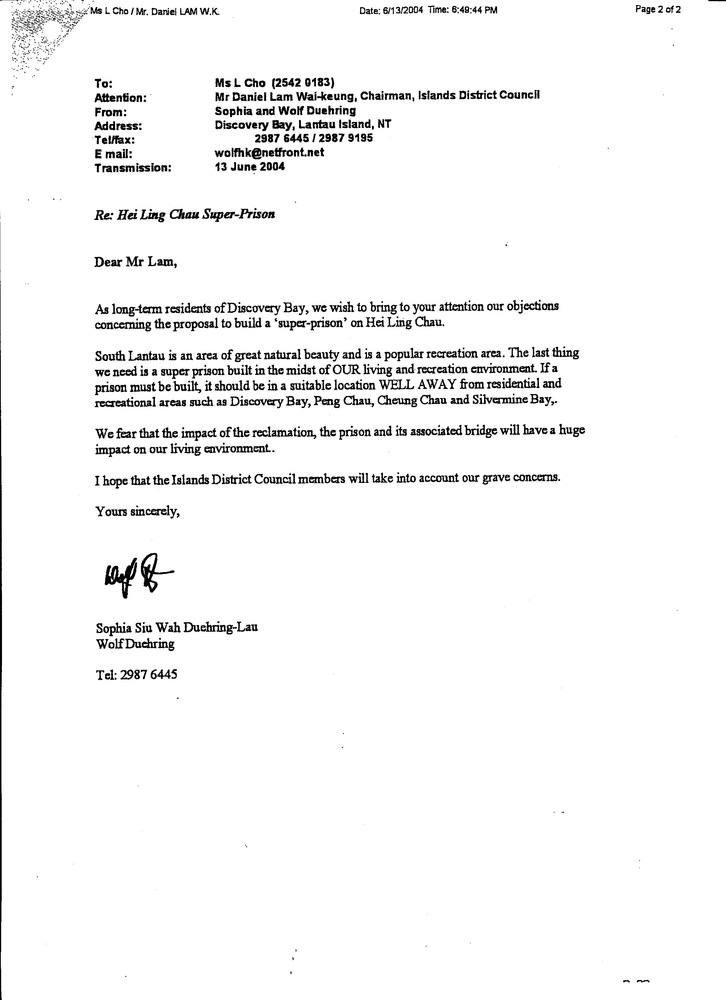 Ms L Cho / Mr. Daniel LAM W.K. Date: 6/13/2004 Time: 6:49:44 PM Page 2 of 2
To: Ms L Cho (2542 0183)
Attention: Mr Daniel Lam Wai-keung, Chairman, Islands District Council
From: Sophia and Wolf Duehring
Address: Discovery Bay, Lantau Island, NT
Tel/fax: 2987 6445 / 2987 9195
E mail: wolfhk@netfront.net
Transmission: 13 June 2004
Re: Hei Ling Chau Super-Prison
Dear Mr Lam,
As long-term residents of Discovery Bay, we wish to bring to your attention our objections
concerning the proposal to build a ‘super-prison’ on Hei Ling Chau.
South Lantau is an area of great natural beauty and is a popular recreation area. The last thing
we need is a super prison built in the midst of OUR living and recreation environment. If a
prison must be built, it should be in a suitable location WELL AWAY from residential and
recreational areas such as Discovery Bay, Peng Chau, Cheung Chau and Silvermine Bay,.
We fear that the impact of the reclamation, the prison and its associated bridge will have a huge
impact on our living environment..
I hope that the Islands District Council members will take into account our grave concerns.
Yours sincerely,
Sophia Siu Wah Duehring-Lau
Wolf Duehring
Tel: 2987 6445